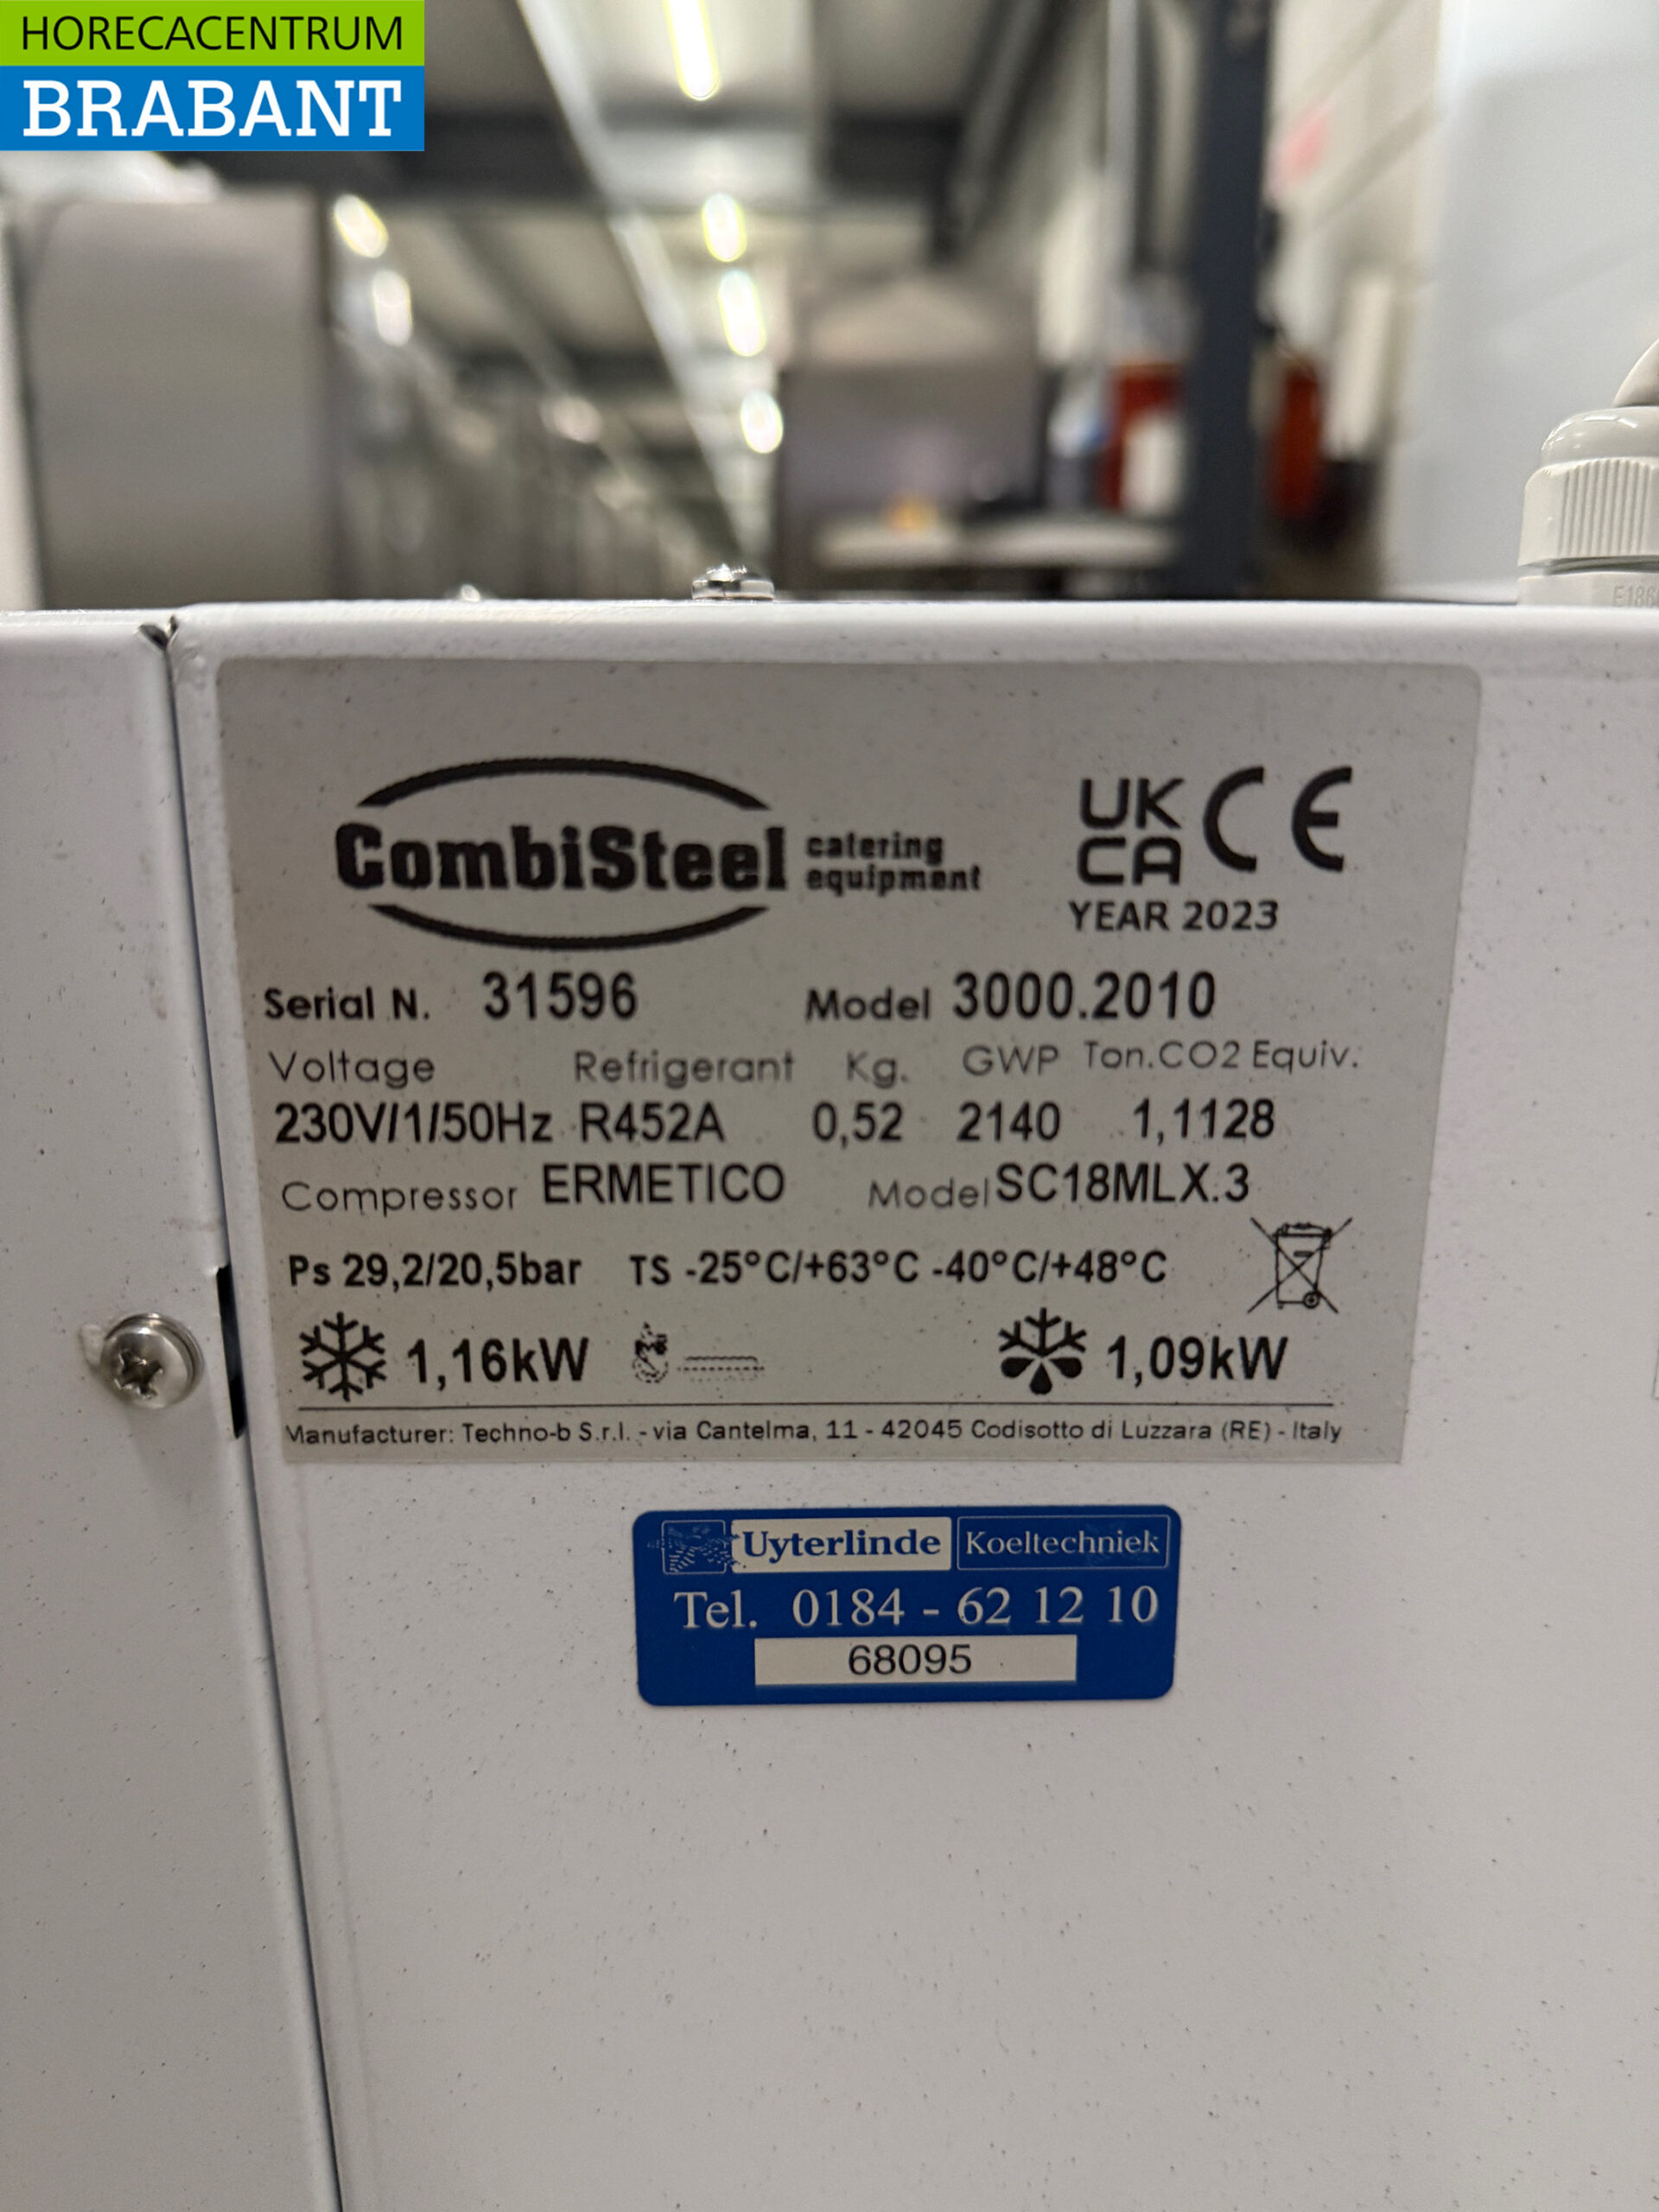 HORECACENTRUM
BRABANT
CombiSteel catering equipment
UK CA CE
YEAR 2023
Serial N. 31596 Model 3000.2010
Voltage Refrigerant Kg. GWP Ton.CO2 Equiv.
230V/1/50Hz R452A 0,52 2140 1,1128
Compressor ERMETICO Model SC18MLX.3
Ps 29,2/20,5bar TS -25°C/+63°C -40°C/+48°C
1,16kW 1,09kW
Manufacturer: Techno-b S.r.l. - via Cantelma, 11 - 42045 Codisotto di Luzzara (RE) - Italy
Uyterlinde Koeltechniek
Tel. 0184 - 62 12 10
68095